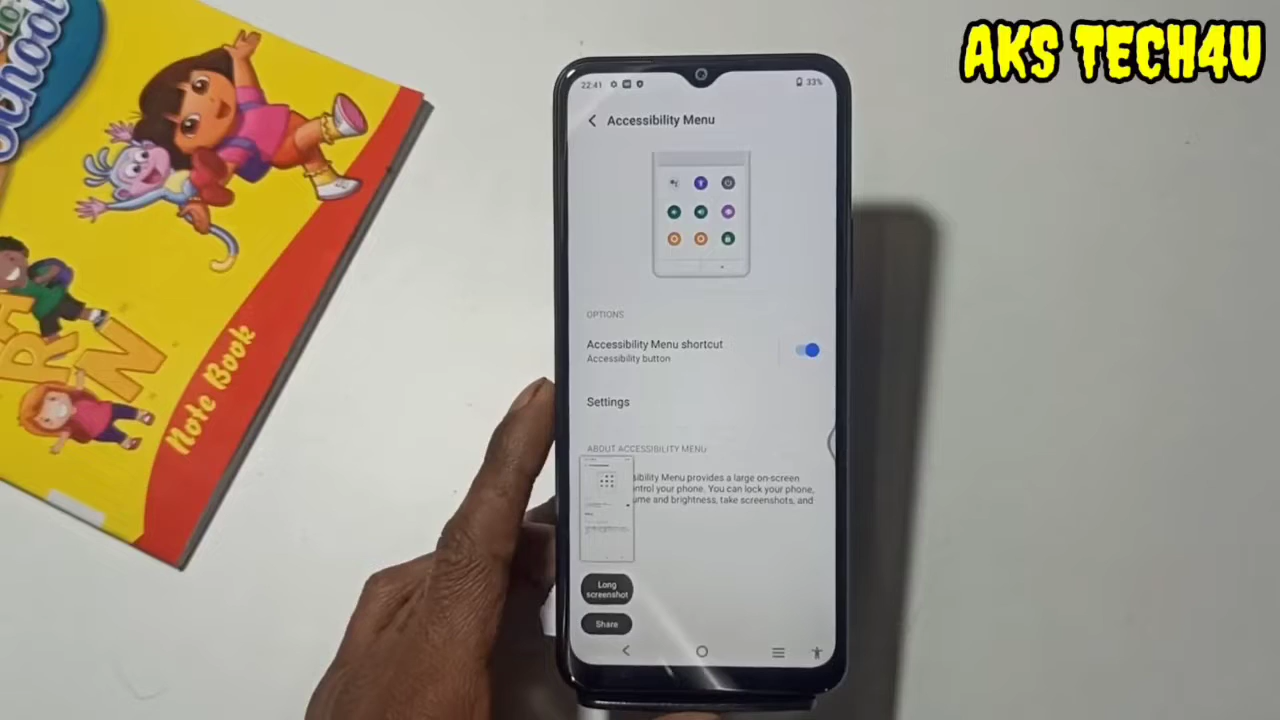 AKS TECH4U
to
School
Note Book
22:41
33%
Accessibility Menu
OPTIONS
Accessibility Menu shortcut
Accessibility button
Settings
ABOUT ACCESSIBILITY MENU
sibility Menu provides a large on-screen
ntrol your phone. You can lock your phone,
ume and brightness, take screenshots, and
Long
screenshot
Share